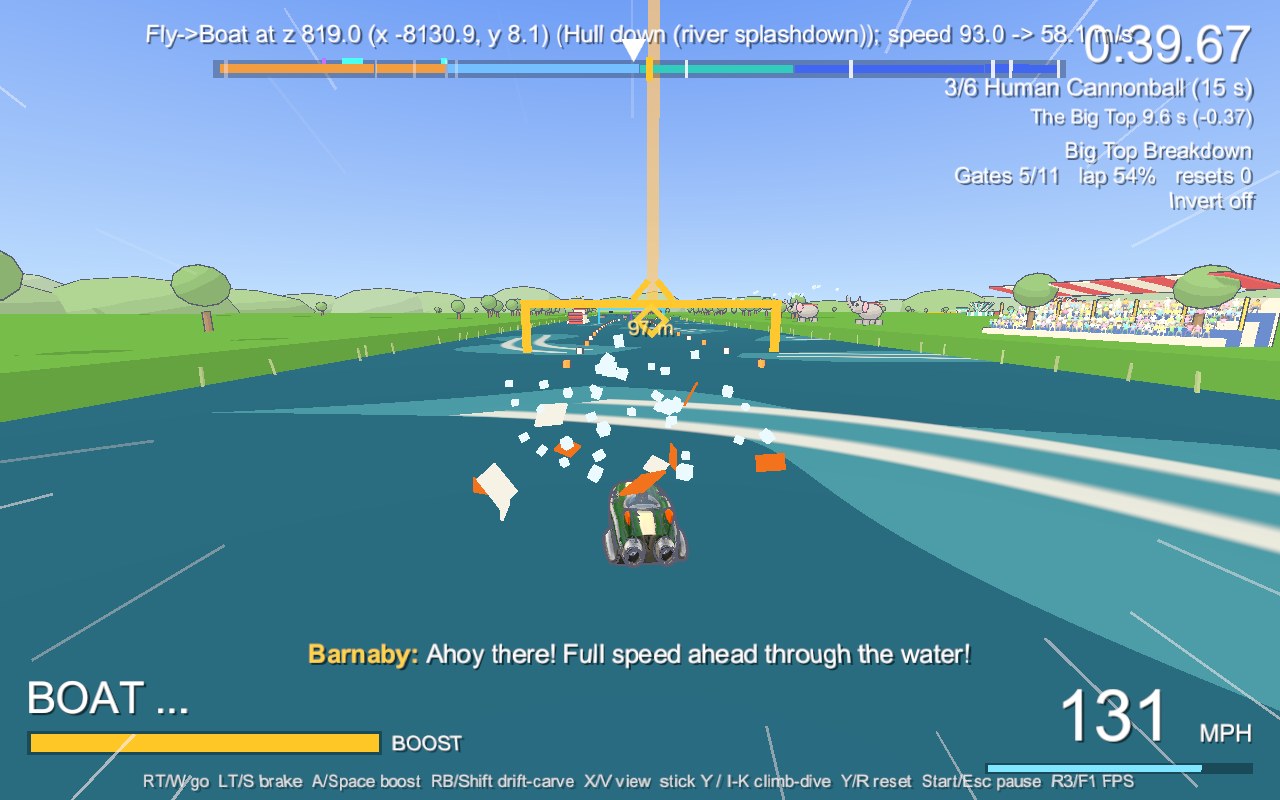 Fly->Boat at z 819.0 (x -8130.9, y 8.1) (Hull down (river splashdown)); speed 93.0 -> 58.1 m/s
0:39.67
3/6 Human Cannonball (15 s)
The Big Top 9.6 s (-0.37)
Big Top Breakdown
Gates 5/11 lap 54% resets 0
Invert off
Barnaby: Ahoy there! Full speed ahead through the water!
BOAT ...
BOOST
131 MPH
RT/W go LT/S brake A/Space boost RB/Shift drift-carve X/V view stick Y / I-K climb-dive Y/R reset Start/Esc pause R3/F1 FPS